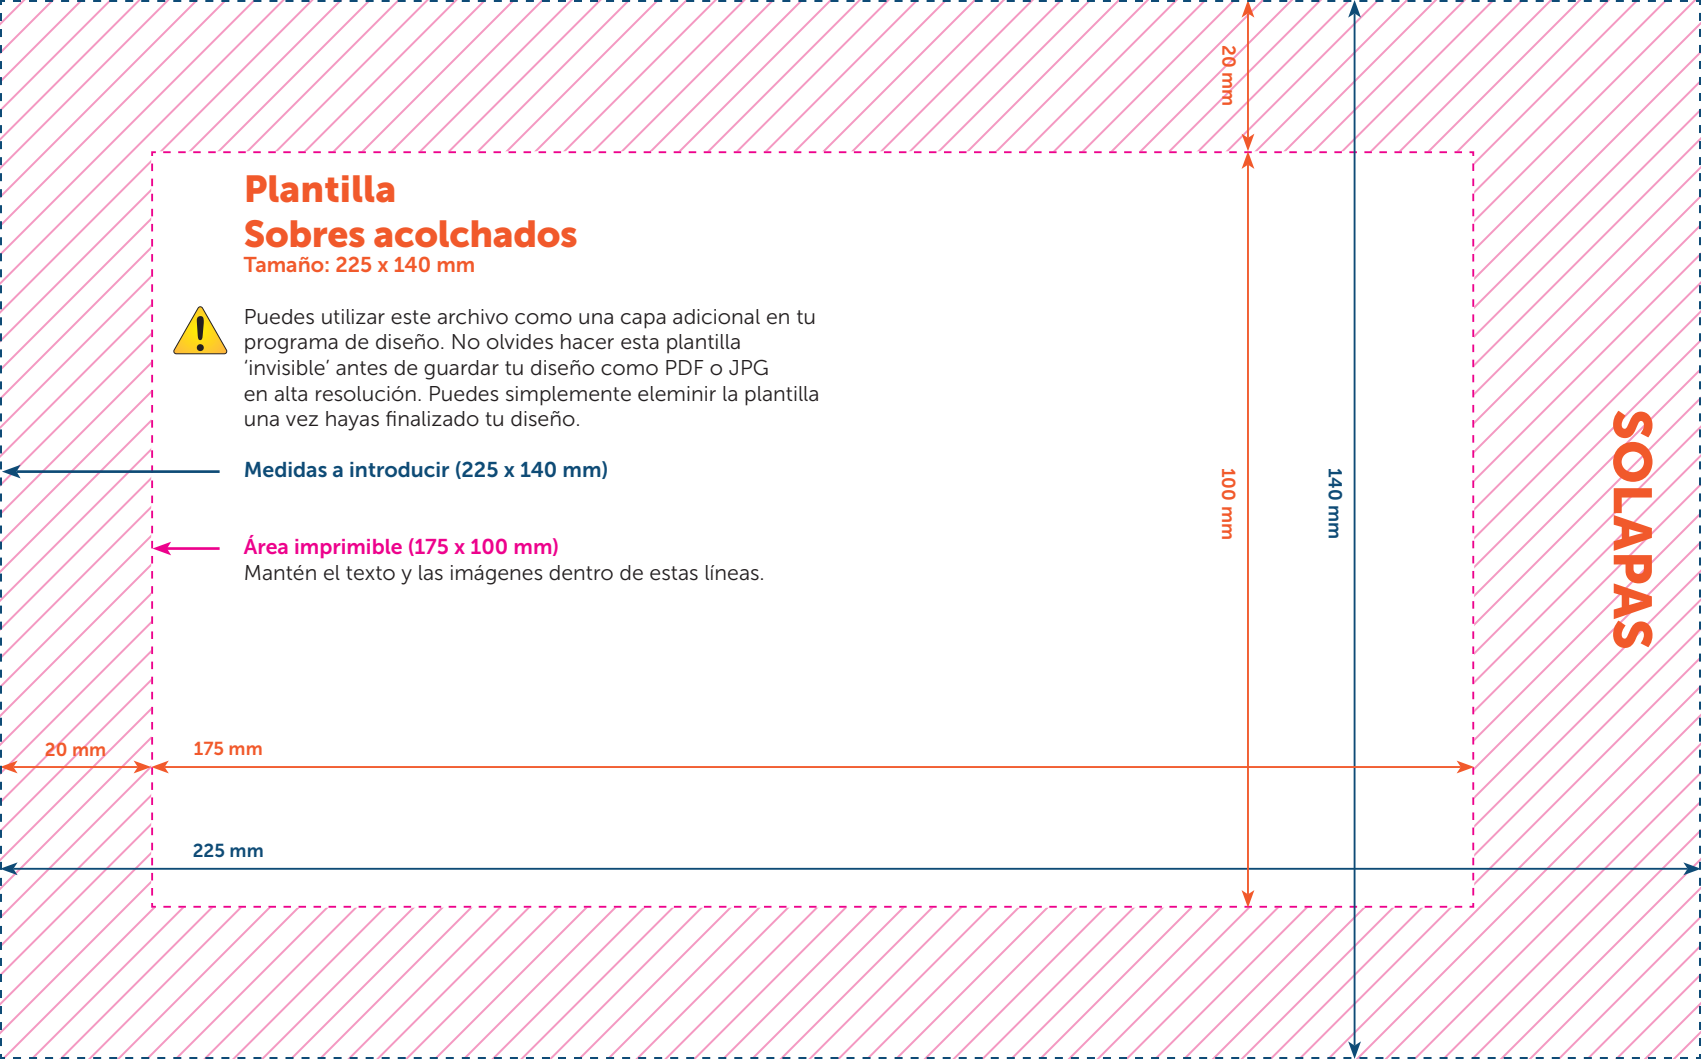 20 mm
Plantilla
Sobres acolchados
Tamaño: 225 x 140 mm
Puedes utilizar este archivo como una capa adicional en tu
programa de diseño. No olvides hacer esta plantilla
‘invisible’ antes de guardar tu diseño como PDF o JPG
en alta resolución. Puedes simplemente eleminir la plantilla
una vez hayas finalizado tu diseño.
Medidas a introducir (225 x 140 mm)
Área imprimible (175 x 100 mm)
Mantén el texto y las imágenes dentro de estas líneas.
100 mm
140 mm
SOLAPAS
20 mm
175 mm
225 mm